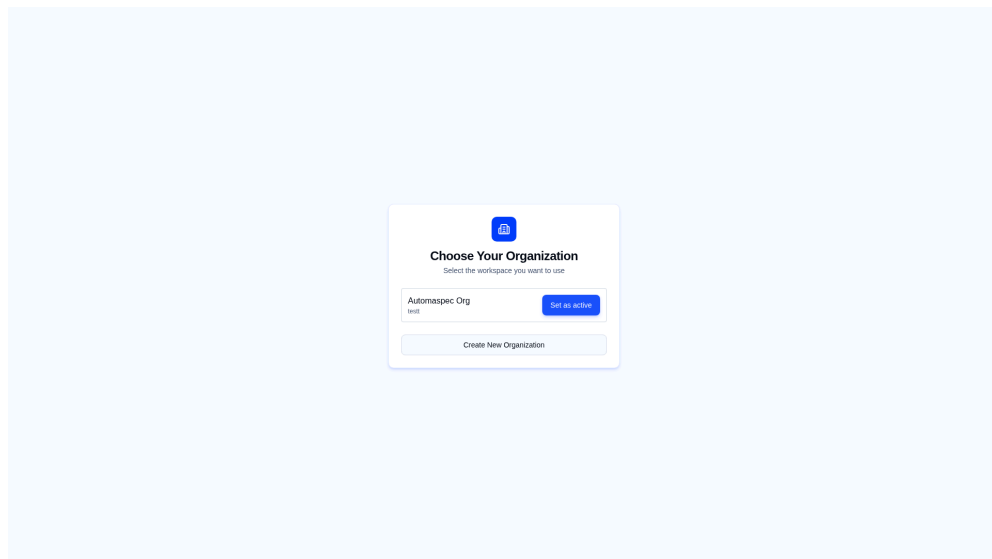 Choose Your Organization
Select the workspace you want to use
Automaspec Org
Set as active
testt
Create New Organization